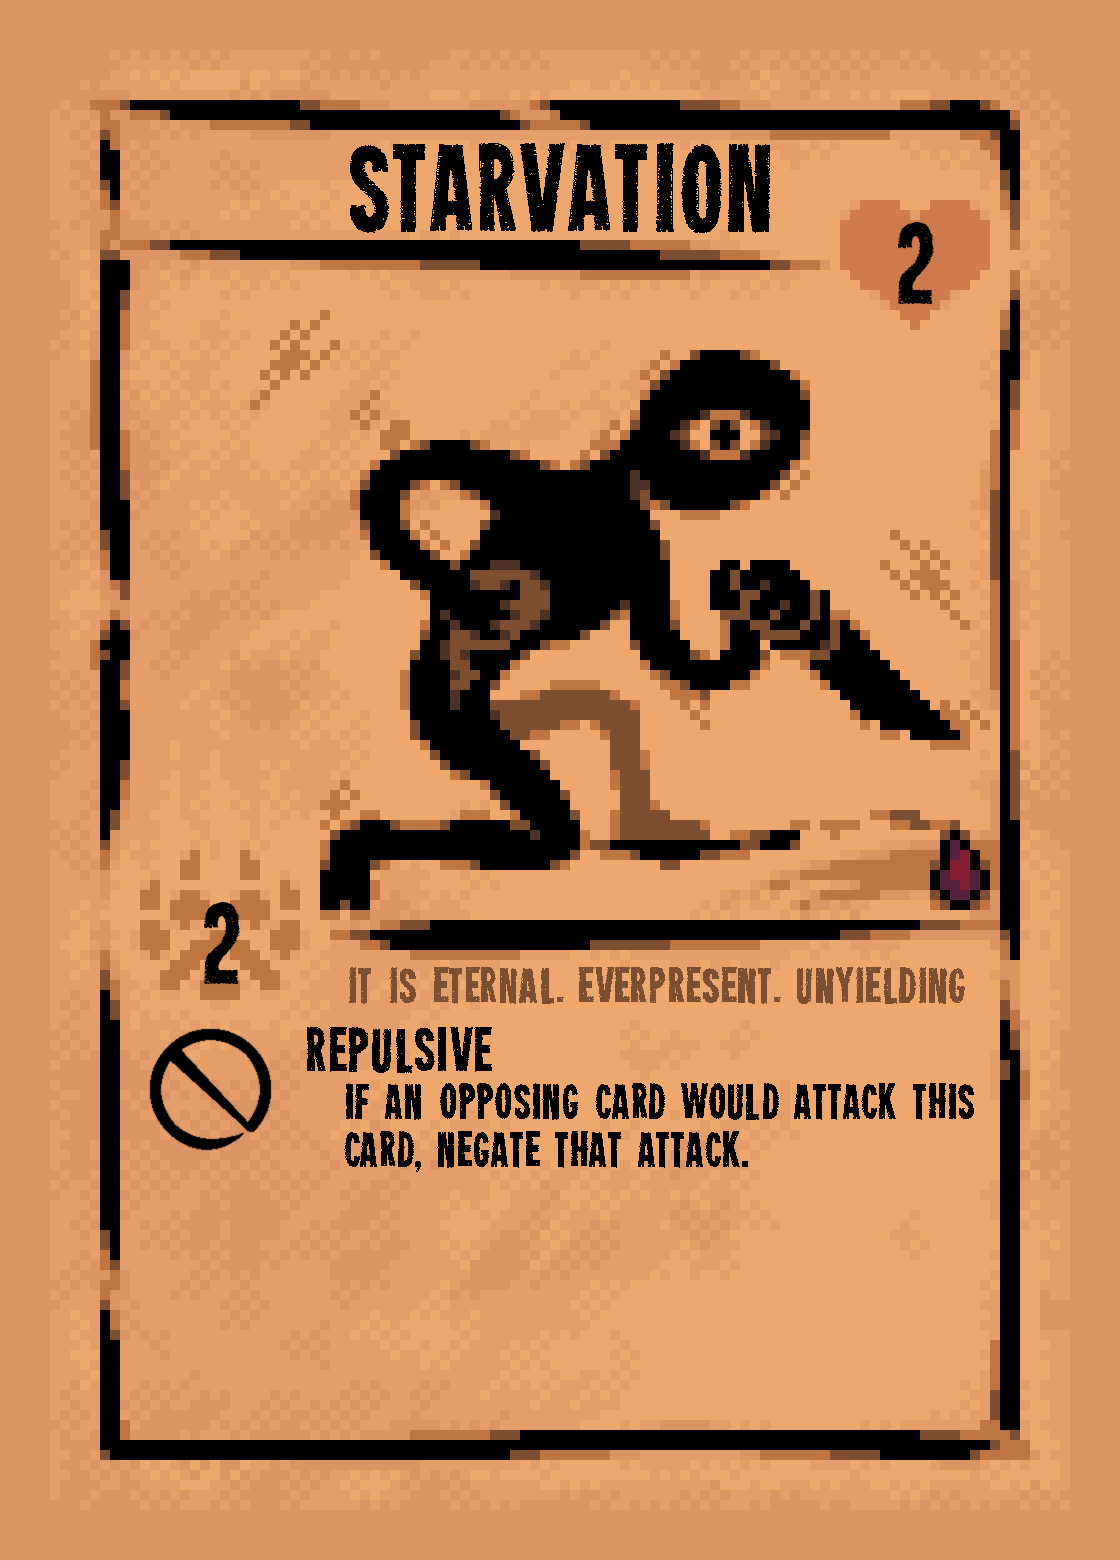 STARVATION
2
2
IT IS ETERNAL. EVERPRESENT. UNYIELDING
REPULSIVE
IF AN OPPOSING CARD WOULD ATTACK THIS
CARD, NEGATE THAT ATTACK.